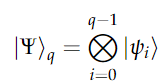 |Ψ⟩_q = ⨂_{i=0}^{q-1} |ψ_i⟩